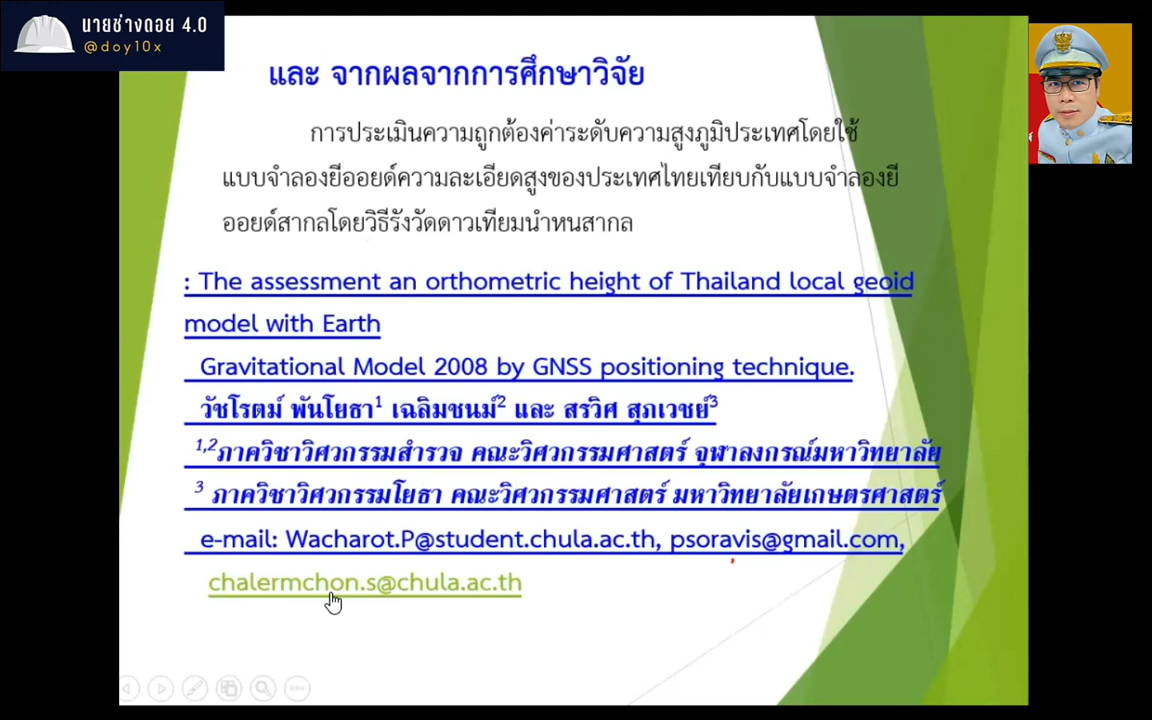 นายช่างดอย 4.0
@doy10x
และ จากผลจากการศึกษาวิจัย
การประเมินความถูกต้องค่าระดับความสูงภูมิประเทศโดยใช้
แบบจำลองยีออยด์ความละเอียดสูงของประเทศไทยเทียบกับแบบจำลองยี
ออยด์สากลโดยวิธีรังวัดดาวเทียมนำหนสากล
: The assessment an orthometric height of Thailand local geoid
model with Earth
Gravitational Model 2008 by GNSS positioning technique.
วัชโรตม์ พันโยธา1 เฉลิมชนม์2 และ สรวิศ สุภเวชย์3
1,2ภาควิชาวิศวกรรมสำรวจ คณะวิศวกรรมศาสตร์ จุฬาลงกรณ์มหาวิทยาลัย
3 ภาควิชาวิศวกรรมโยธา คณะวิศวกรรมศาสตร์ มหาวิทยาลัยเกษตรศาสตร์
e-mail: Wacharot.P@student.chula.ac.th, psoravis@gmail.com,
chalermchon.s@chula.ac.th